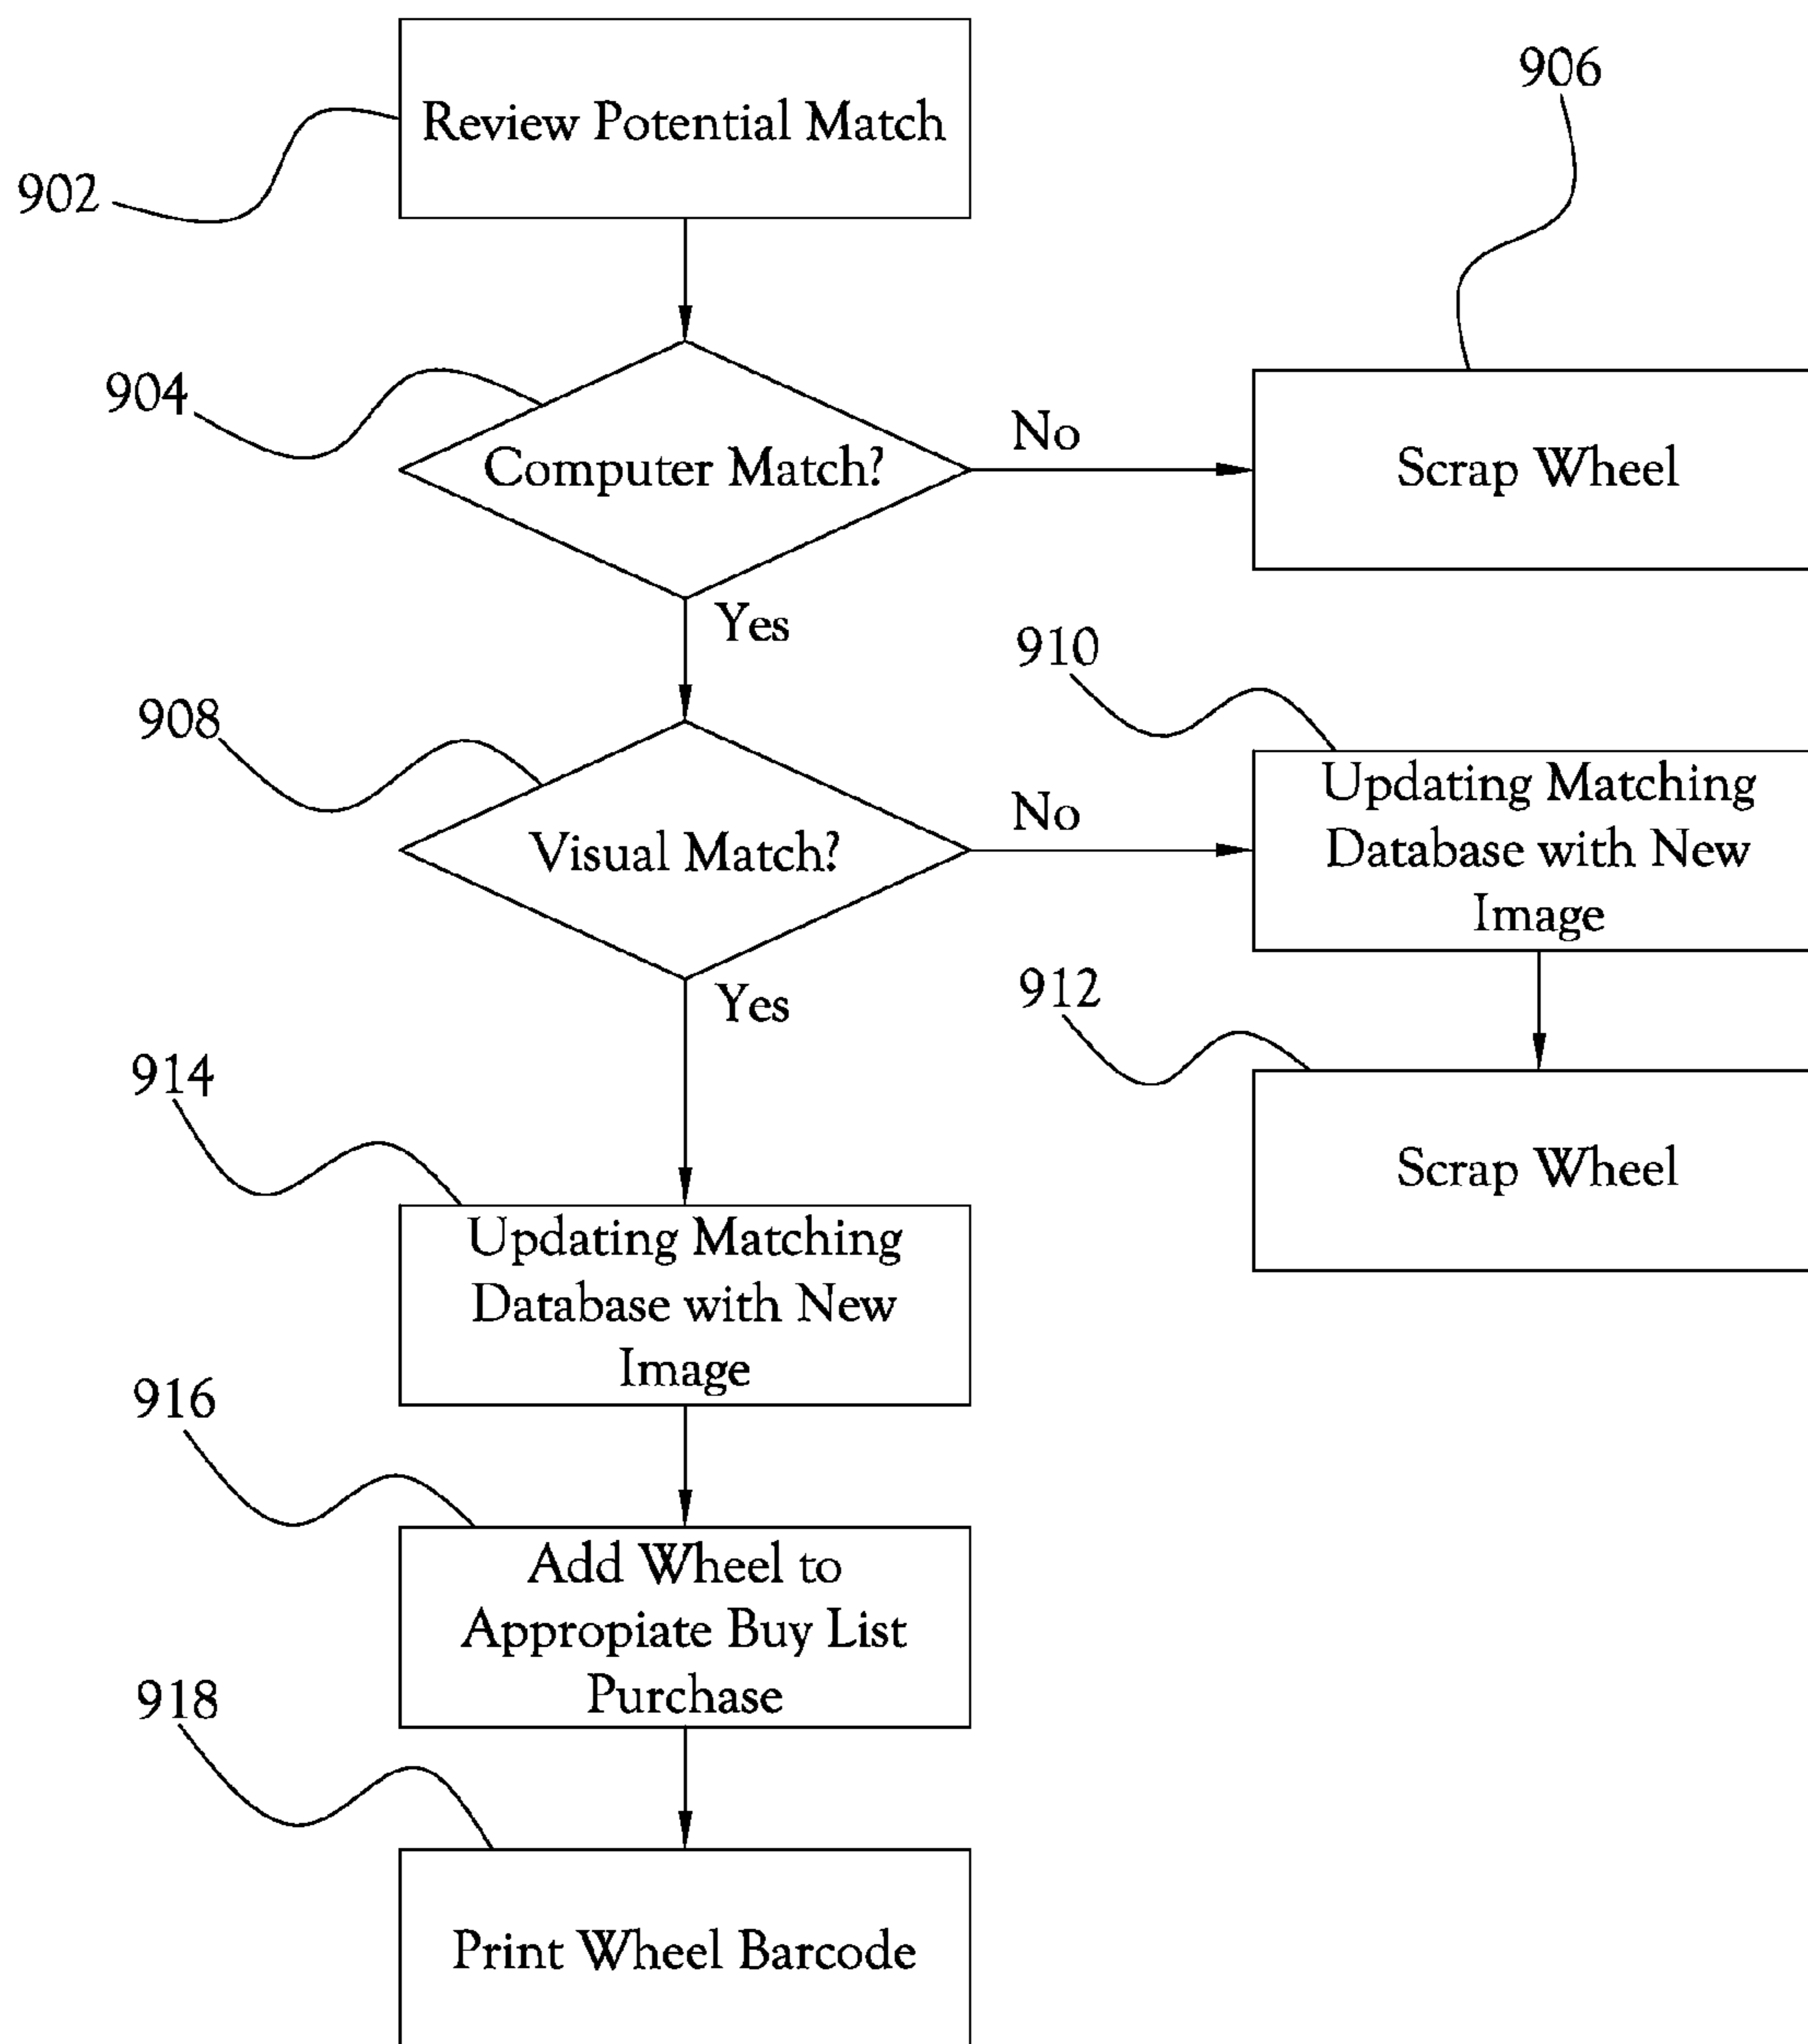 Review Potential Match
902
906
904
Computer Match?
No
Scrap Wheel
Yes
908
910
Visual Match?
No
Updating Matching
Database with New
Image
Yes
912
Scrap Wheel
914
Updating Matching
Database with New
Image
916
Add Wheel to
Appropiate Buy List
Purchase
918
Print Wheel Barcode